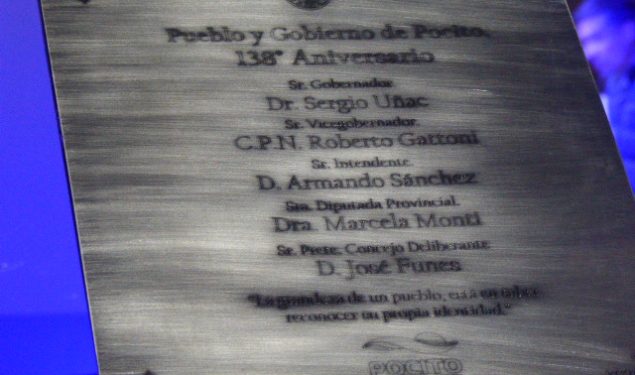 Pueblo y Gobierno de Pocito.
138° Aniversario
Sr. Gobernador
Dr. Sergio Uñac
Sr. Vicegobernador
C.P.N. Roberto Gattoni
Sr. Intendente.
D. Armando Sánchez
Sra. Diputada Provincial.
Dra. Marcela Monti
Sr. Prete. Concejo Deliberante
D. José Funes
"La grandeza de un pueblo, está en saber
reconocer su propia identidad."
POCITO